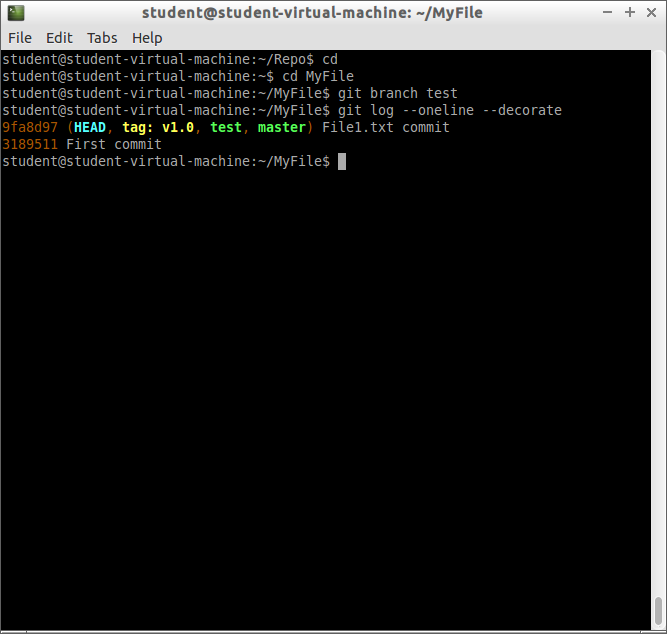 student@student-virtual-machine: ~/MyFile
File Edit Tabs Help
student@student-virtual-machine:~/Repo$ cd
student@student-virtual-machine:~$ cd MyFile
student@student-virtual-machine:~/MyFile$ git branch test
student@student-virtual-machine:~/MyFile$ git log --oneline --decorate
9fa8d97 (HEAD, tag: v1.0, test, master) File1.txt commit
3189511 First commit
student@student-virtual-machine:~/MyFile$